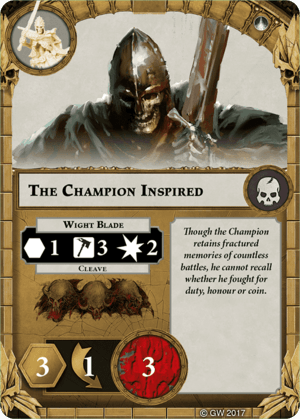 THE CHAMPION INSPIRED
WIGHT BLADE
1 3 2
CLEAVE
Though the Champion
retains fractured
memories of countless
battles, he cannot recall
whether he fought for
duty, honour or coin.
3 1 3
© GW 2017